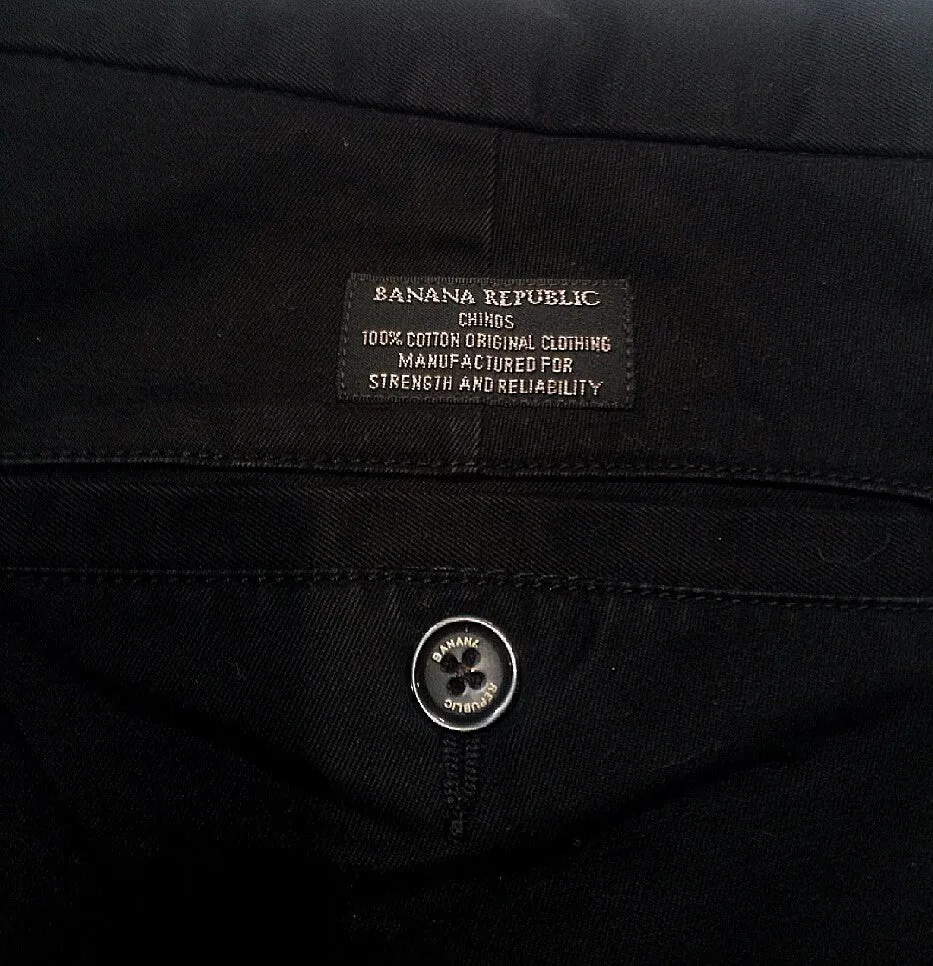 BANANA REPUBLIC
CHINOS
100% COTTON ORIGINAL CLOTHING
MANUFACTURED FOR
STRENGTH AND RELIABILITY
BANANA
REPUBLIC